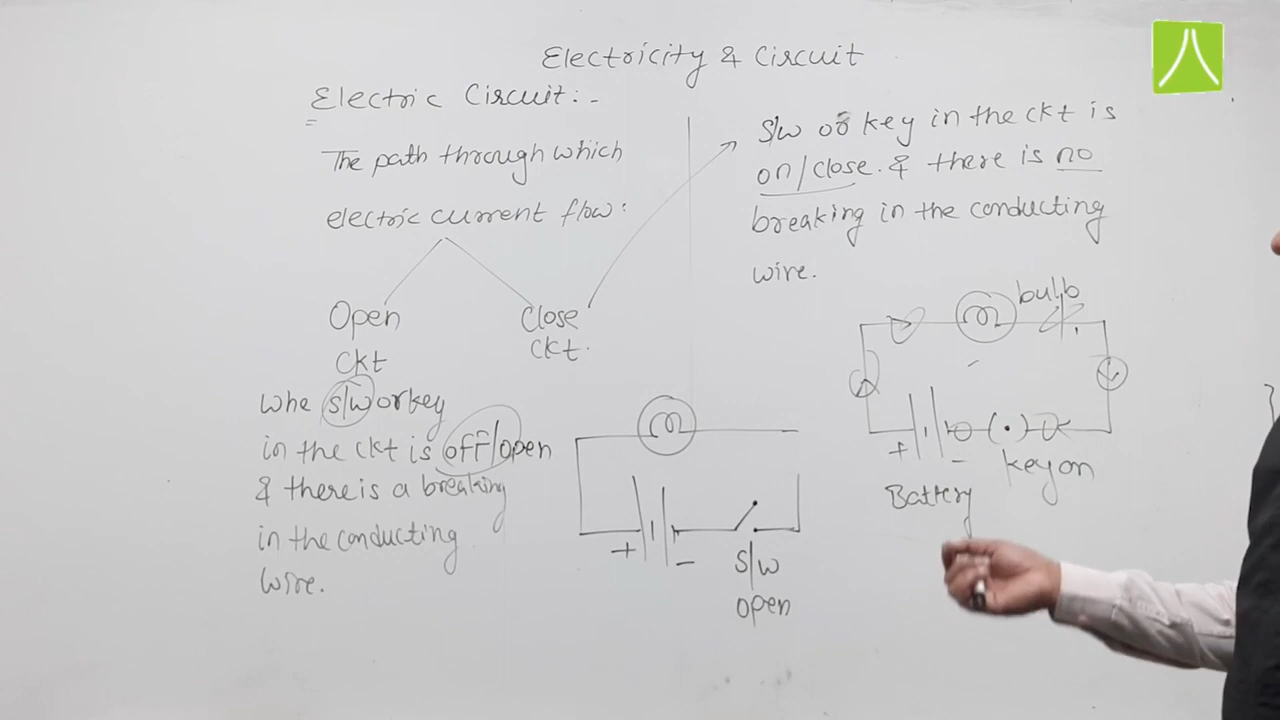 Electricity & Circuit
Electric Circuit:-
The path through which
electric current flow:
Open
Ckt
Close
Ckt.
Whe s/w or key
in the ckt is off/open
& there is a breaking
in the conducting
wire.
S/w or key in the ckt is
on/close. & there is no
breaking in the conducting
wire.
bulb
+
-
Key on
Battery
+
-
S/w
open